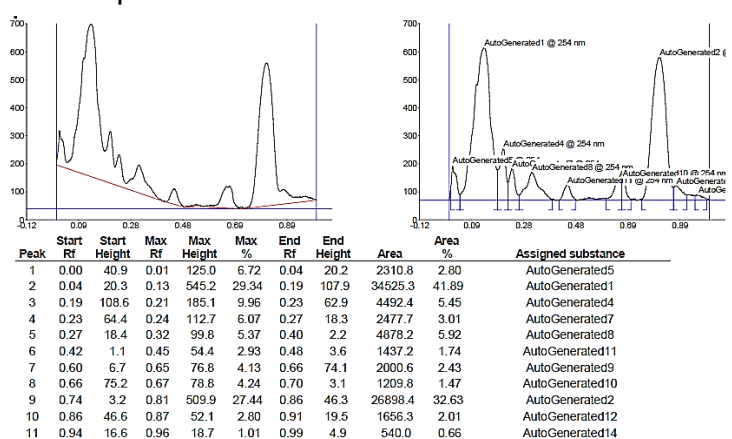 700
600
500
400
300
200
100
0
-0.12 0.09 0.28 0.48 0.69 0.89
700
600
500
400
300
200
100
0
-0.12 0.09 0.28 0.48 0.69 0.89
AutoGenerated1 @ 254 nm
AutoGenerated2 @
AutoGenerated4 @ 254 nm
AutoGenerated8 @ 254 nm
AutoGenerated10 @ 254 nm
@ 254 nm
Peak Start Rf Start Height Max Rf Max Height Max % End Rf End Height Area Area % Assigned substance
1 0.00 40.9 0.01 125.0 6.72 0.04 20.2 2310.8 2.80 AutoGenerated5
2 0.04 20.3 0.13 545.2 29.34 0.19 107.9 34525.3 41.89 AutoGenerated1
3 0.19 108.6 0.21 185.1 9.96 0.23 62.9 4492.4 5.45 AutoGenerated4
4 0.23 64.4 0.24 112.7 6.07 0.27 18.3 2477.7 3.01 AutoGenerated7
5 0.27 18.4 0.32 99.8 5.37 0.40 2.2 4878.2 5.92 AutoGenerated8
6 0.42 1.1 0.45 54.4 2.93 0.48 3.6 1437.2 1.74 AutoGenerated11
7 0.60 6.7 0.65 76.8 4.13 0.66 74.1 2000.6 2.43 AutoGenerated9
8 0.66 75.2 0.67 78.8 4.24 0.70 3.1 1209.8 1.47 AutoGenerated10
9 0.74 3.2 0.81 509.9 27.44 0.86 46.3 26898.4 32.63 AutoGenerated2
10 0.86 46.6 0.87 52.1 2.80 0.91 19.5 1656.3 2.01 AutoGenerated12
11 0.94 16.6 0.96 18.7 1.01 0.99 4.9 540.0 0.66 AutoGenerated14